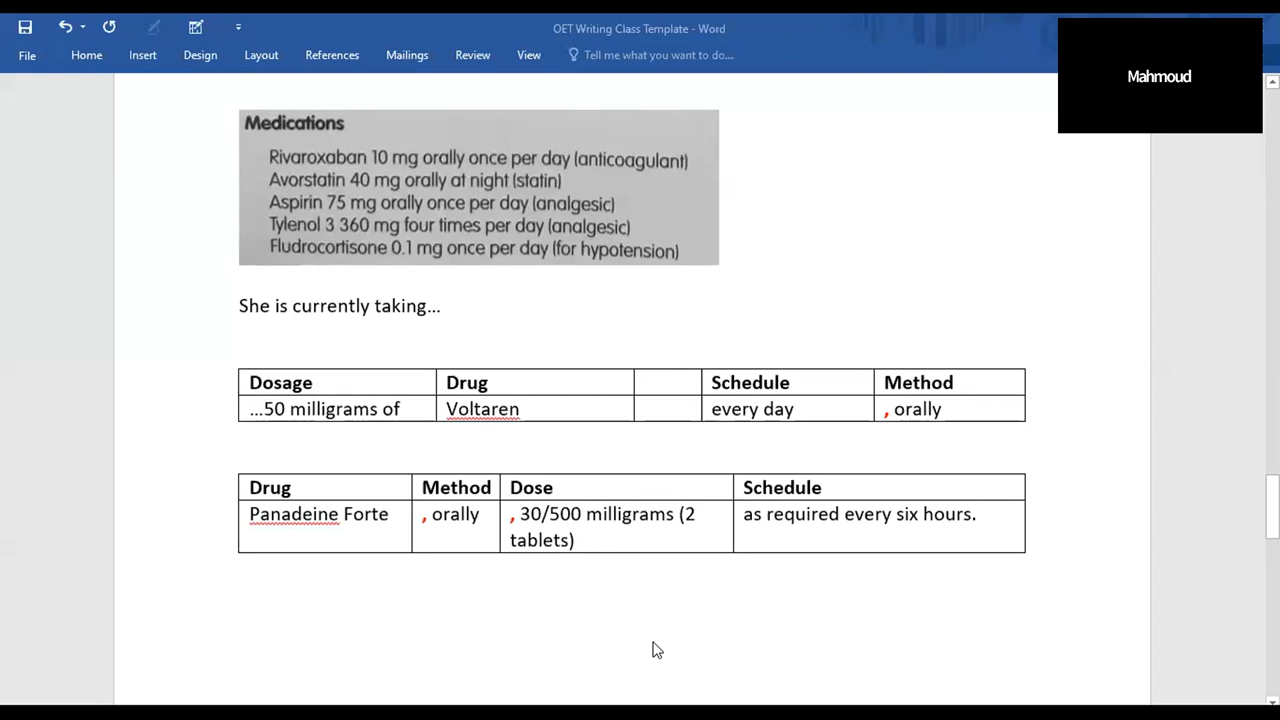 OET Writing Class Template - Word
File Home Insert Design Layout References Mailings Review View Tell me what you want to do...
Mahmoud
Medications
Rivaroxaban 10 mg orally once per day (anticoagulant)
Avorstatin 40 mg orally at night (statin)
Aspirin 75 mg orally once per day (analgesic)
Tylenol 3 360 mg four times per day (analgesic)
Fludrocortisone 0.1 mg once per day (for hypotension)
She is currently taking...
Dosage Drug Schedule Method
...50 milligrams of Voltaren every day , orally
Drug Method Dose Schedule
Panadeine Forte , orally , 30/500 milligrams (2 as required every six hours.
tablets)